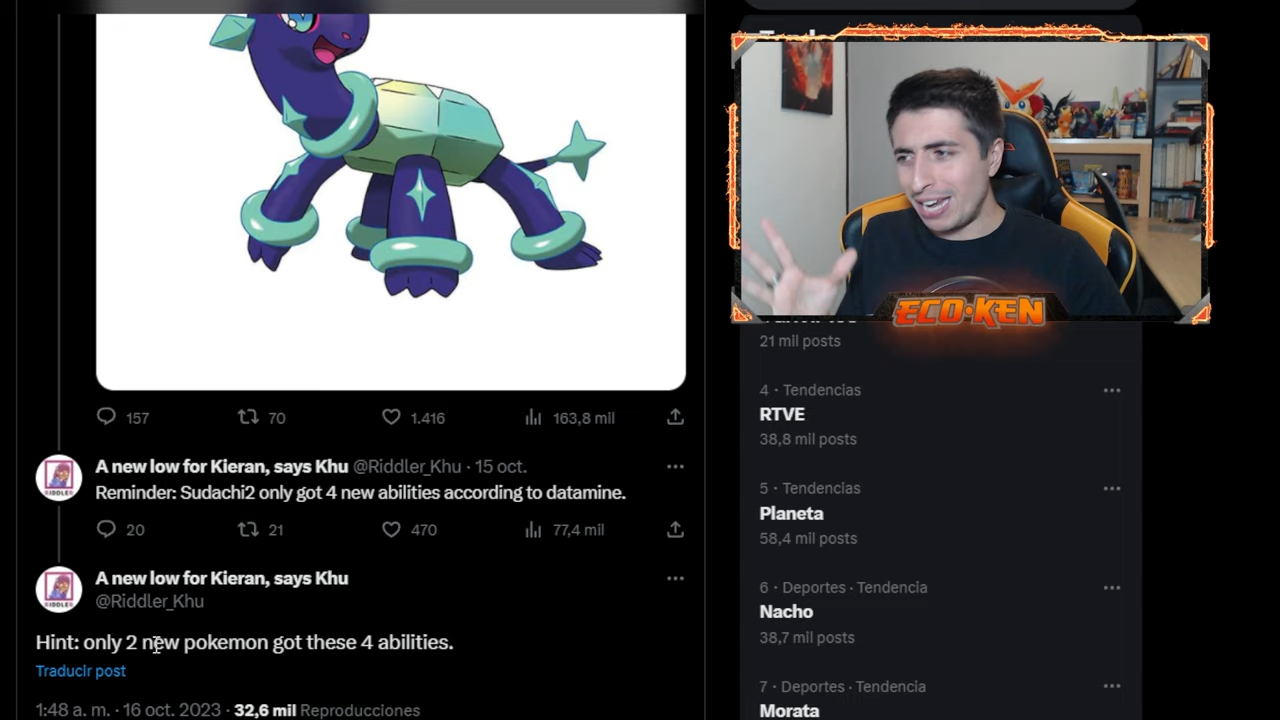 157
70
1.416
163,8 mil
A new low for Kieran, says Khu @Riddler_Khu · 15 oct.
Reminder: Sudachi2 only got 4 new abilities according to datamine.
20
21
470
77,4 mil
A new low for Kieran, says Khu
@Riddler_Khu
Hint: only 2 new pokemon got these 4 abilities.
Traducir post
1:48 a. m. · 16 oct. 2023 · 32,6 mil Reproducciones
ECO·KEN
21 mil posts
4 · Tendencias
RTVE
38,8 mil posts
5 · Tendencias
Planeta
58,4 mil posts
6 · Deportes · Tendencia
Nacho
38,7 mil posts
7 · Deportes · Tendencia
Morata